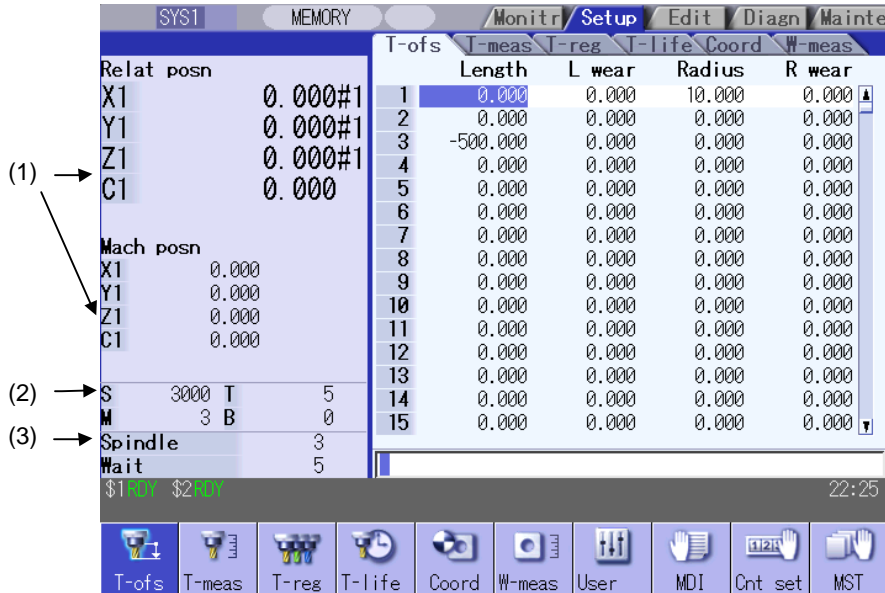 SYS1 MEMORY Monitr Setup Edit Diagn Mainte
T-ofs T-meas T-reg T-life Coord W-meas
Relat posn
X1 0.000#1
Y1 0.000#1
Z1 0.000#1
C1 0.000
(1)
Mach posn
X1 0.000
Y1 0.000
Z1 0.000
C1 0.000
(2) S 3000 T 5
M 3 B 0
(3) Spindle 3
Wait 5
Length L wear Radius R wear
1 0.000 0.000 10.000 0.000
2 0.000 0.000 0.000 0.000
3 -500.000 0.000 0.000 0.000
4 0.000 0.000 0.000 0.000
5 0.000 0.000 0.000 0.000
6 0.000 0.000 0.000 0.000
7 0.000 0.000 0.000 0.000
8 0.000 0.000 0.000 0.000
9 0.000 0.000 0.000 0.000
10 0.000 0.000 0.000 0.000
11 0.000 0.000 0.000 0.000
12 0.000 0.000 0.000 0.000
13 0.000 0.000 0.000 0.000
14 0.000 0.000 0.000 0.000
15 0.000 0.000 0.000 0.000
$1RDY $2RDY 22:25
T-ofs T-meas T-reg T-life Coord W-meas User MDI Cnt set MST